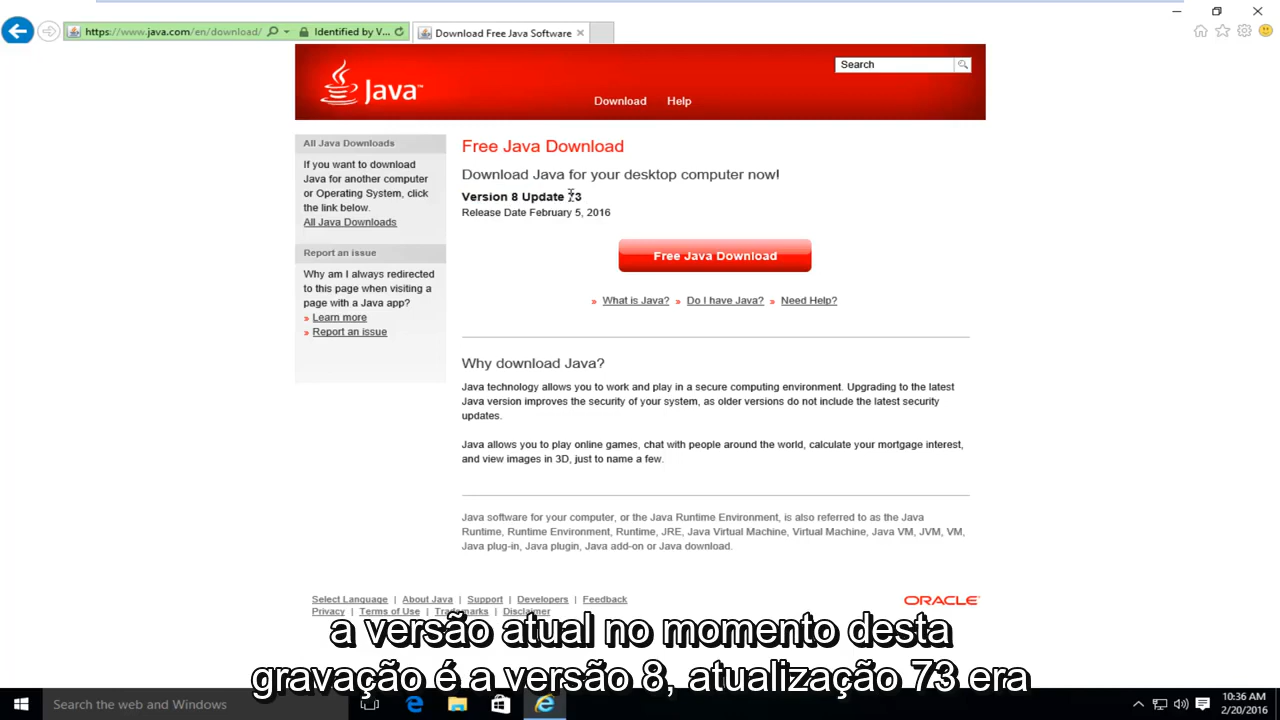 https://www.java.com/en/download/
Identified by V...
Download Free Java Software
Java
Search
Download Help
All Java Downloads
If you want to download
Java for another computer
or Operating System, click
the link below.
All Java Downloads
Report an issue
Why am I always redirected
to this page when visiting a
page with a Java app?
» Learn more
» Report an issue
Free Java Download
Download Java for your desktop computer now!
Version 8 Update 73
Release Date February 5, 2016
Free Java Download
» What is Java? » Do I have Java? » Need Help?
Why download Java?
Java technology allows you to work and play in a secure computing environment. Upgrading to the latest
Java version improves the security of your system, as older versions do not include the latest security
updates.
Java allows you to play online games, chat with people around the world, calculate your mortgage interest,
and view images in 3D, just to name a few.
Java software for your computer, or the Java Runtime Environment, is also referred to as the Java
Runtime, Runtime Environment, Runtime, JRE, Java Virtual Machine, Virtual Machine, Java VM, JVM, VM,
Java plug-in, Java plugin, Java add-on or Java download.
Select Language | About Java | Support | Developers | Feedback
Privacy | Terms of Use | Trademarks | Disclaimer
ORACLE
a versão atual no momento desta
gravação é a versão 8, atualização 73 era
Search the web and Windows
10:36 AM
2/20/2016